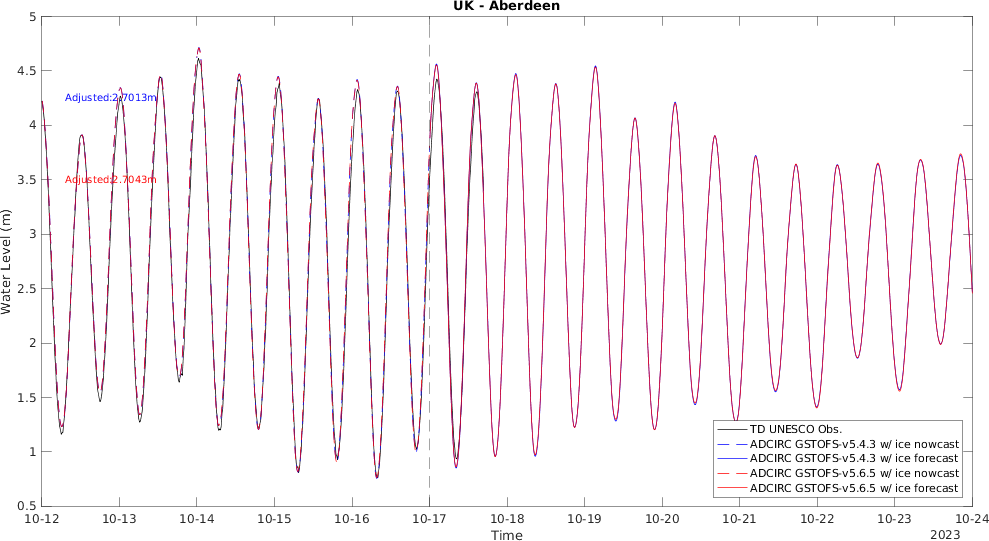 UK - Aberdeen
5
4.5
4
3.5
3
2.5
2
1.5
1
0.5
Water Level (m)
Adjusted:2.7013m
Adjusted:2.7043m
TD UNESCO Obs.
ADCIRC GSTOFS-v5.4.3 w/ ice nowcast
ADCIRC GSTOFS-v5.4.3 w/ ice forecast
ADCIRC GSTOFS-v5.6.5 w/ ice nowcast
ADCIRC GSTOFS-v5.6.5 w/ ice forecast
10-12 10-13 10-14 10-15 10-16 10-17 10-18 10-19 10-20 10-21 10-22 10-23 10-24
Time
2023